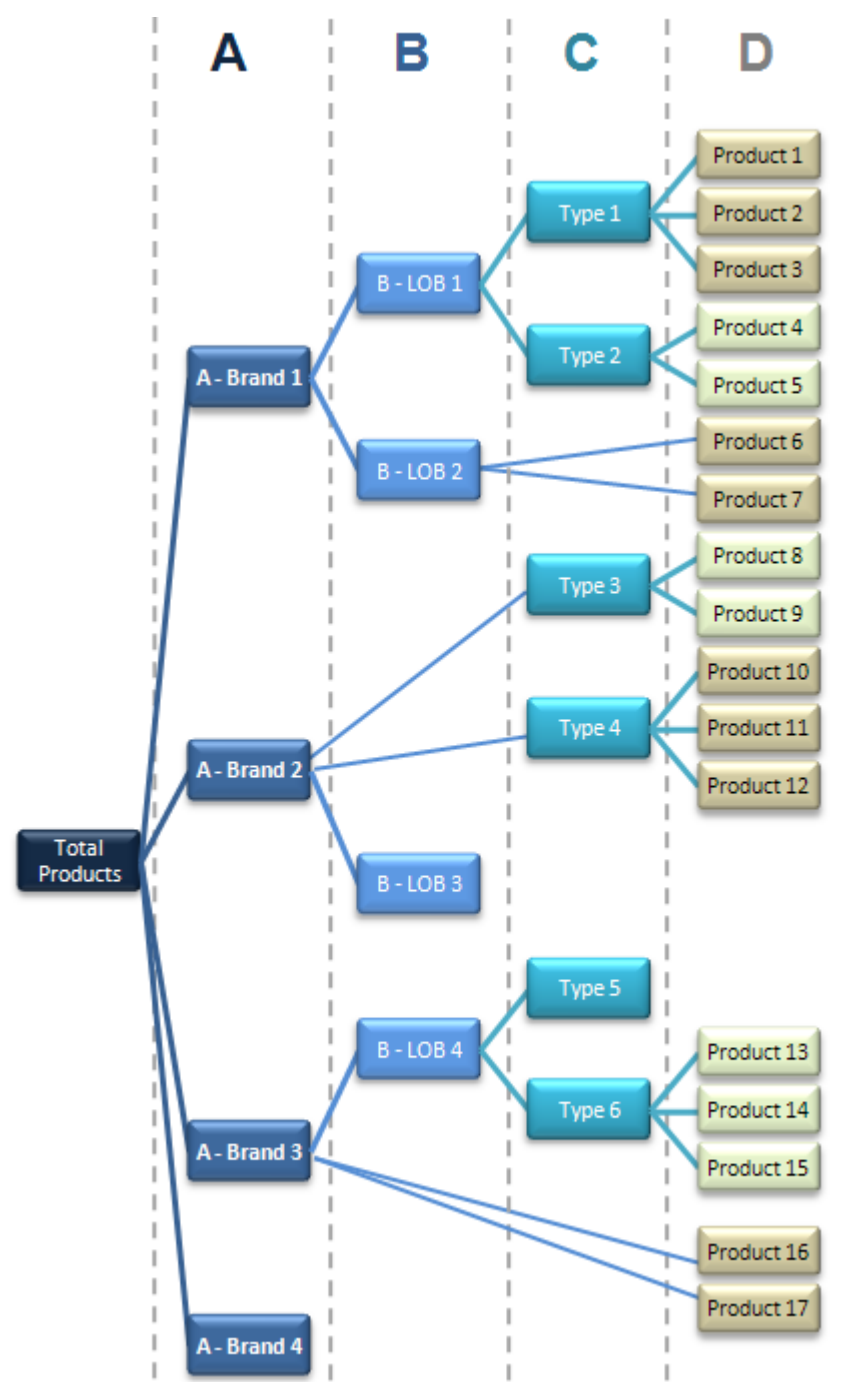 A B C D
Product 1
Product 2
Type 1
Product 3
B - LOB 1
Product 4
Type 2
A - Brand 1
Product 5
Product 6
B - LOB 2
Product 7
Product 8
Type 3
Product 9
Product 10
Type 4
Product 11
A - Brand 2
Product 12
Total
Products
B - LOB 3
Type 5
B - LOB 4
Product 13
Type 6
Product 14
A - Brand 3
Product 15
Product 16
Product 17
A - Brand 4